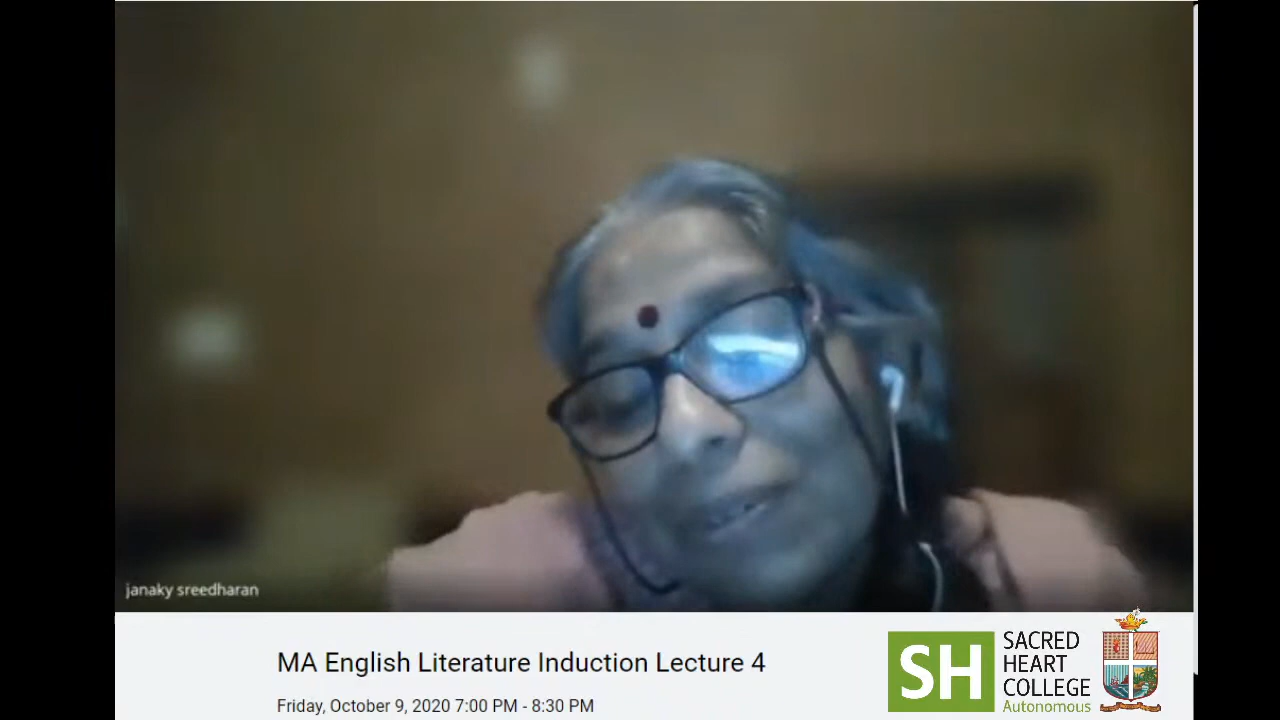 janaky sreedharan
MA English Literature Induction Lecture 4
Friday, October 9, 2020 7:00 PM - 8:30 PM
SH
SACRED
HEART
COLLEGE
Autonomous